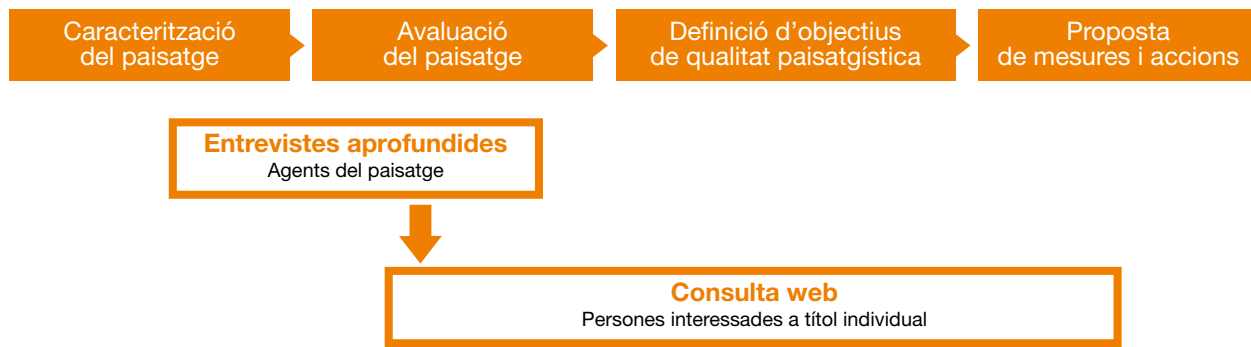 Caracterització
del paisatge
Avaluació
del paisatge
Definició d’objectius
de qualitat paisatgística
Proposta
de mesures i accions
Entrevistes aprofundides
Agents del paisatge
Consulta web
Persones interessades a títol individual